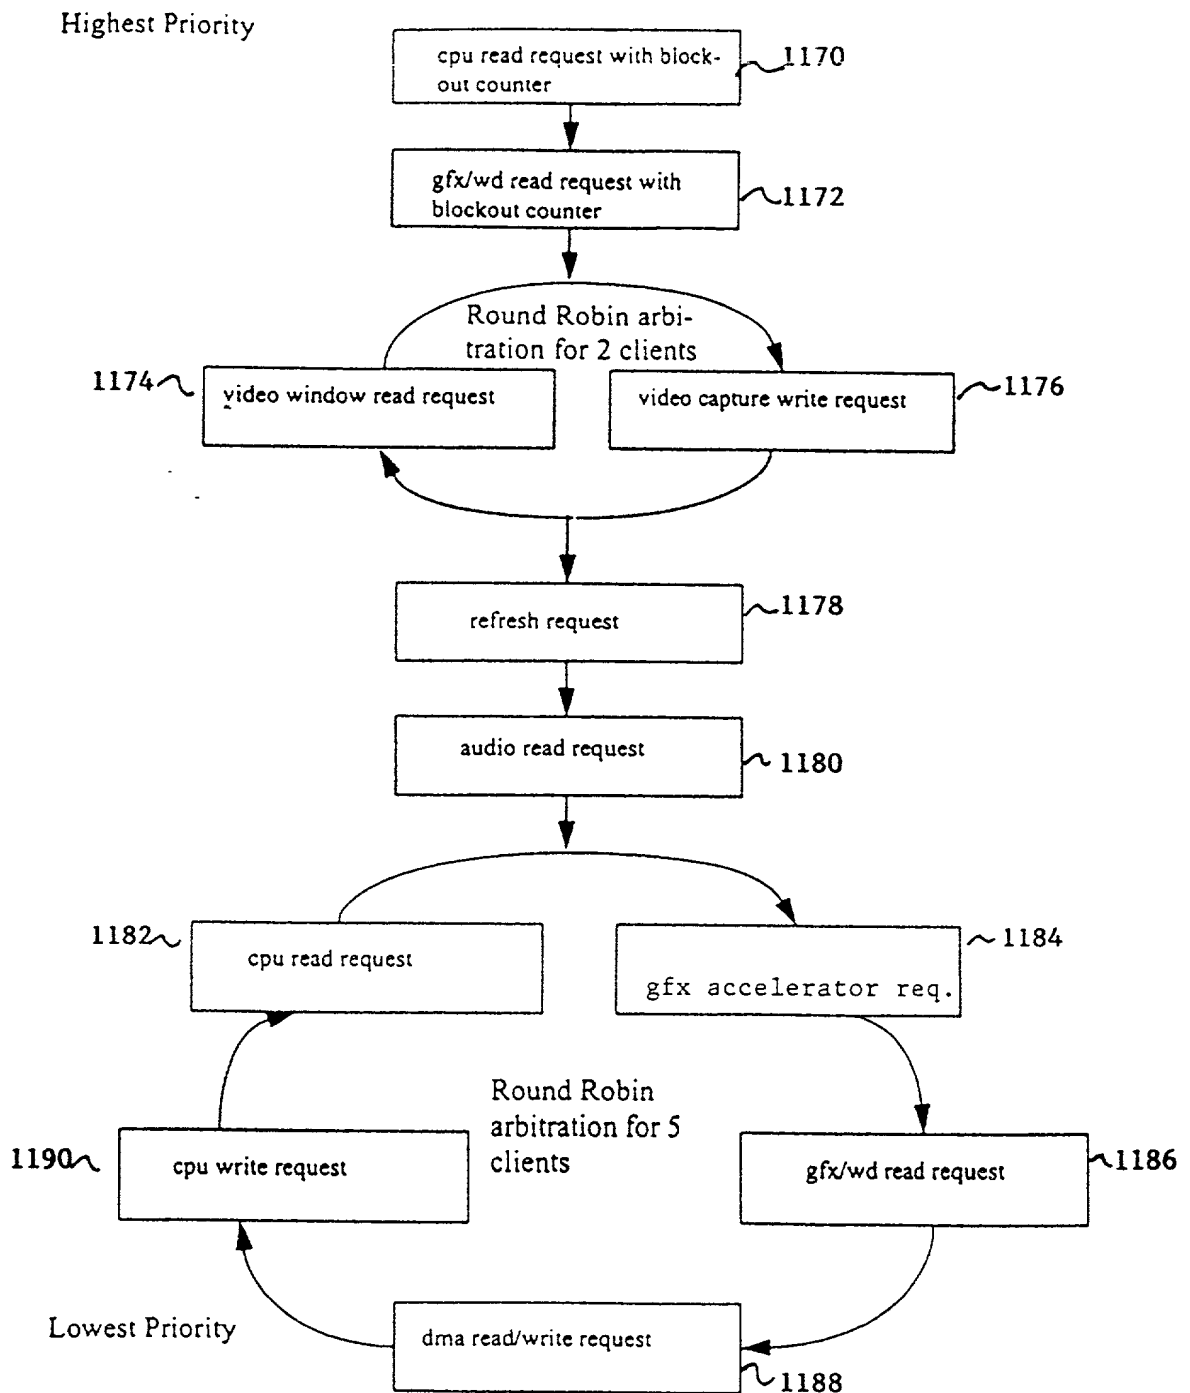 Highest Priority
cpu read request with block-
out counter
1170
gfx/wd read request with
blockout counter
1172
Round Robin arbi-
tration for 2 clients
1174
video window read request
video capture write request
1176
refresh request
1178
audio read request
1180
1182
cpu read request
gfx accelerator req.
1184
Round Robin
arbitration for 5
clients
1190
cpu write request
gfx/wd read request
1186
Lowest Priority
dma read/write request
1188